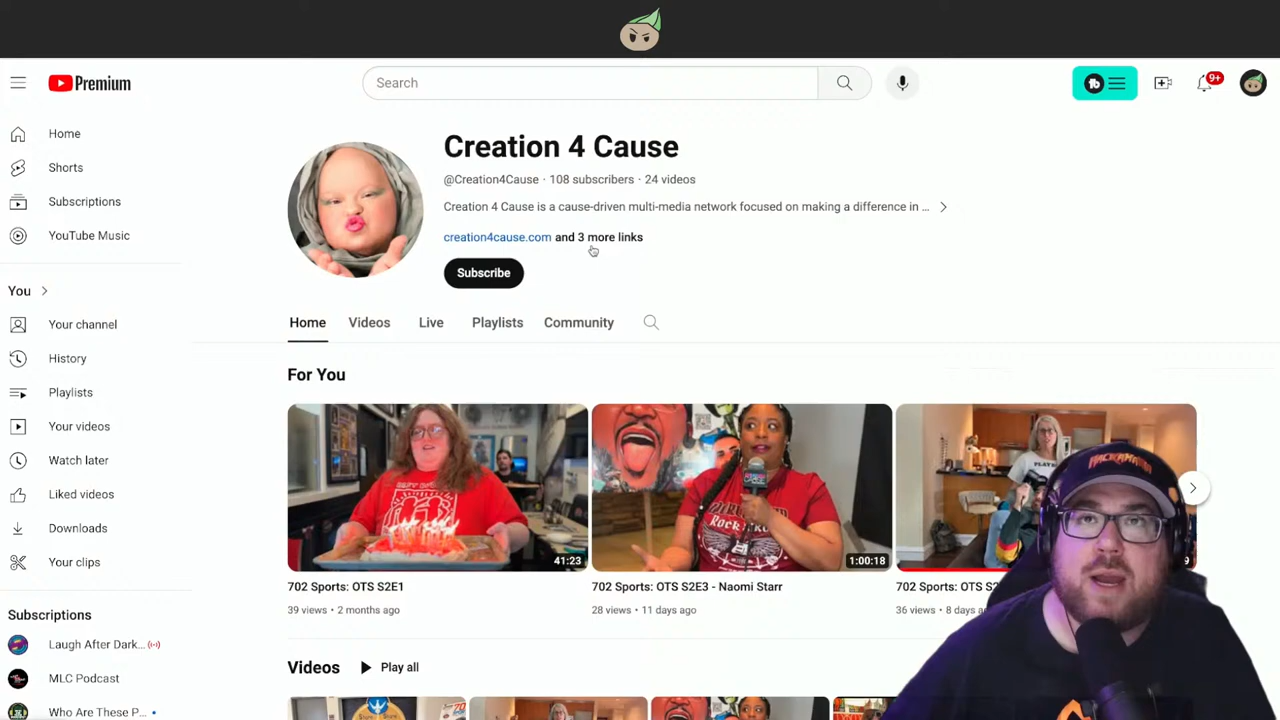 Premium
Search
9+
Home
Shorts
Subscriptions
YouTube Music
You
Your channel
History
Playlists
Your videos
Watch later
Liked videos
Downloads
Your clips
Subscriptions
Laugh After Dark...
MLC Podcast
Who Are These P...
Creation 4 Cause
@Creation4Cause · 108 subscribers · 24 videos
Creation 4 Cause is a cause-driven multi-media network focused on making a difference in ...
creation4cause.com and 3 more links
Subscribe
Home Videos Live Playlists Community
For You
41:23
1:00:18
702 Sports: OTS S2E1
39 views · 2 months ago
702 Sports: OTS S2E3 - Naomi Starr
28 views · 11 days ago
702 Sports: OTS
36 views · 8 days
Videos Play all